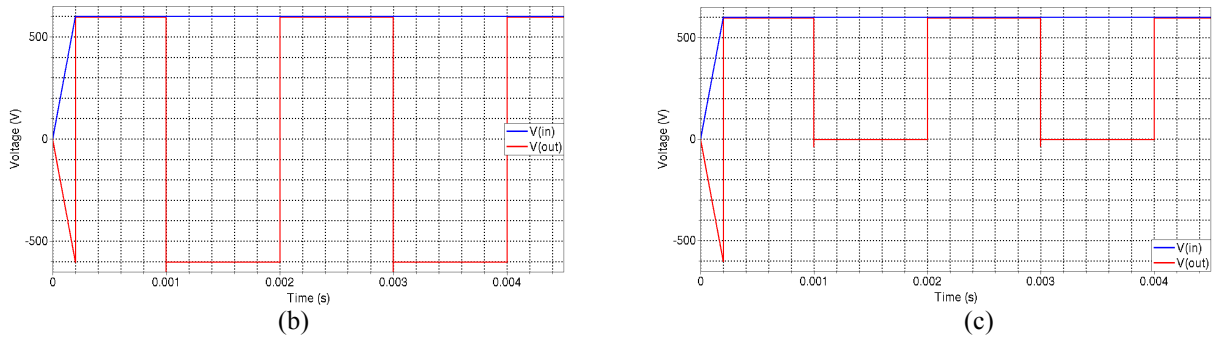 500
0
-500
Voltage (V)
V(in)
V(out)
0
0.001
0.002
0.003
0.004
Time (s)
(b)
500
0
-500
Voltage (V)
V(in)
V(out)
0
0.001
0.002
0.003
0.004
Time (s)
(c)